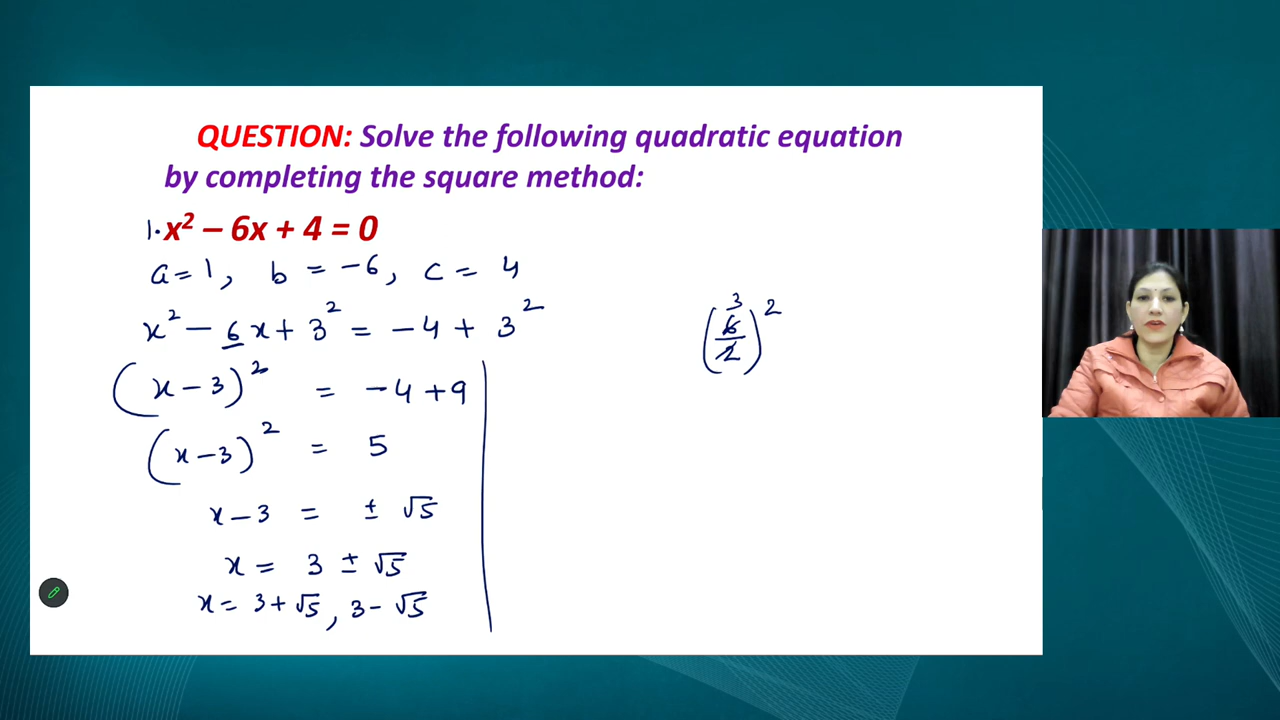 QUESTION: Solve the following quadratic equation
by completing the square method:
1. x² – 6x + 4 = 0
a = 1, b = -6, c = 4
x² - 6x + 3² = -4 + 3²
(x - 3)² = -4 + 9
(x - 3)² = 5
x - 3 = ± √5
x = 3 ± √5
x = 3 + √5, 3 - √5
3
(6/2)²